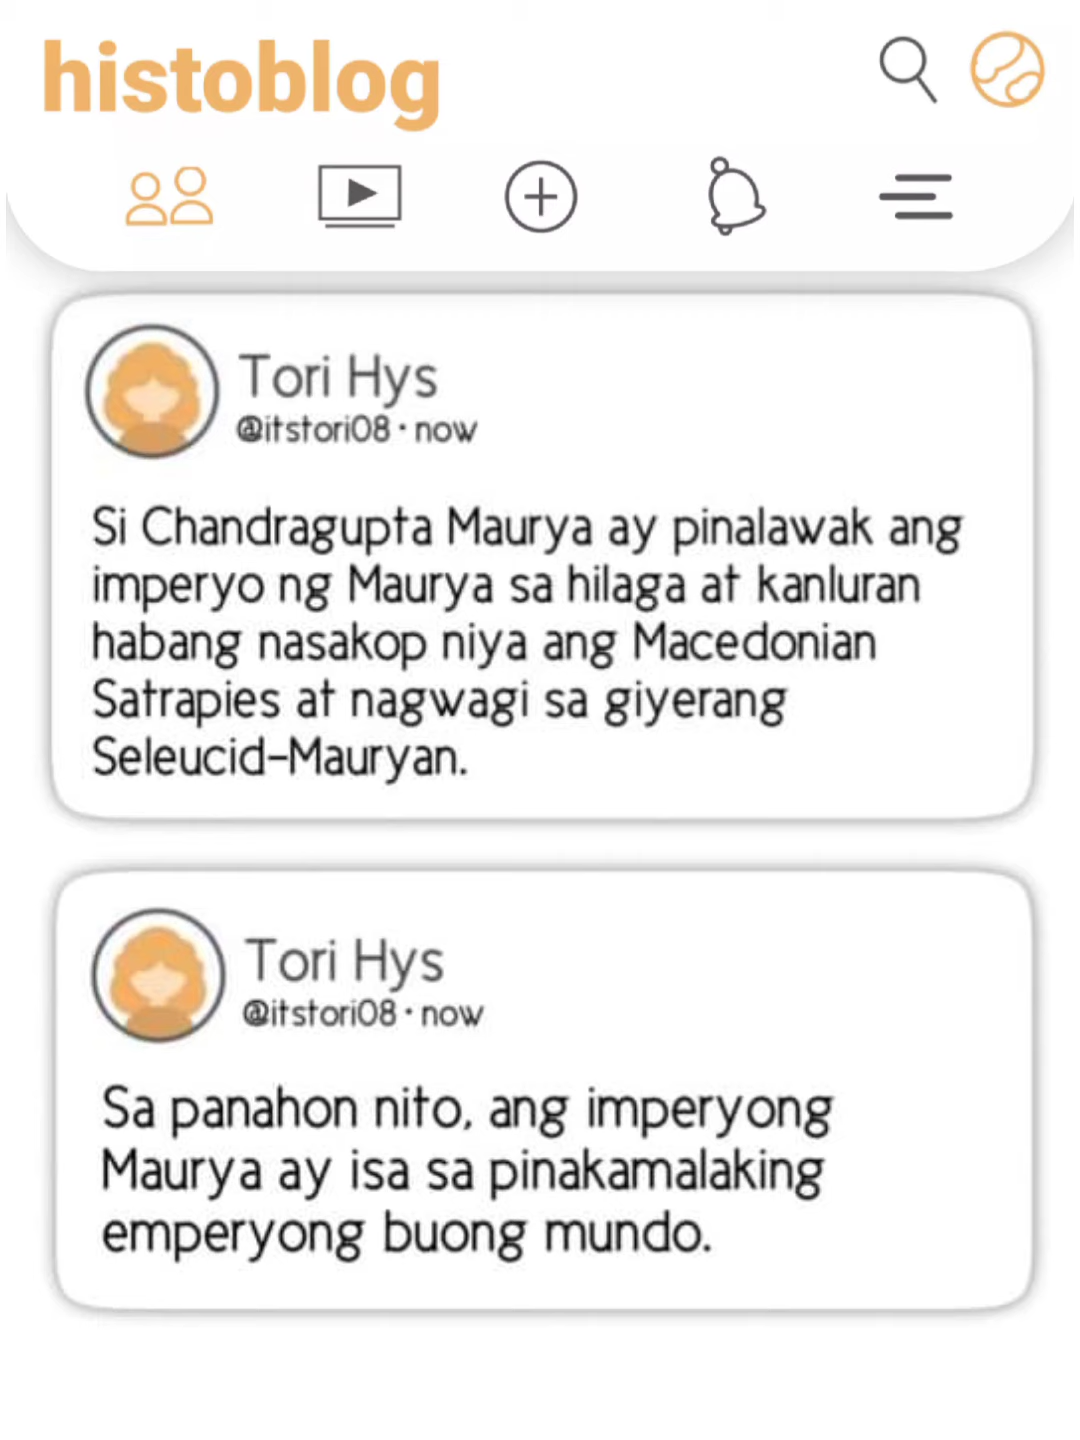 histoblog
Tori Hys
@itstori08 · now
Si Chandragupta Maurya ay pinalawak ang
imperyo ng Maurya sa hilaga at kanluran
habang nasakop niya ang Macedonian
Satrapies at nagwagi sa giyerang
Seleucid-Mauryan.
Tori Hys
@itstori08 · now
Sa panahon nito, ang imperyong
Maurya ay isa sa pinakamalaking
emperyong buong mundo.